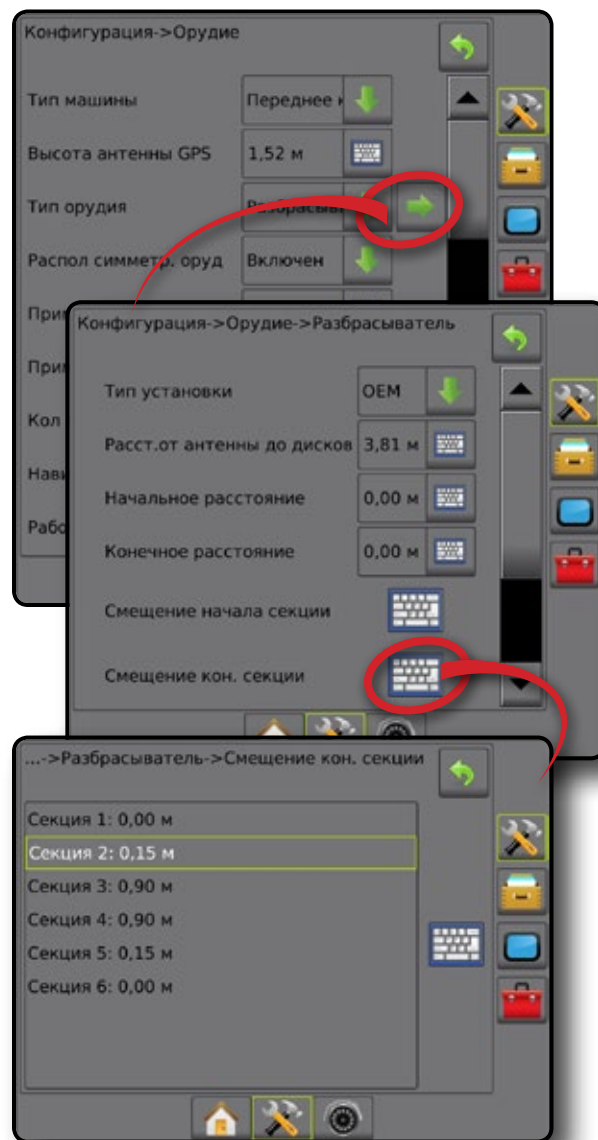 Конфигурация->Орудие
Тип машины Переднее
Высота антенны GPS 1,52 м
Тип орудия
Распол симметр. оруд Включен
Кол
Конфигурация->Орудие->Разбрасыватель
Тип установки OEM
Расст.от антенны до дисков 3,81 м
Начальное расстояние 0,00 м
Конечное расстояние 0,00 м
Смещение начала секции
Смещение кон. секции
...->Разбрасыватель->Смещение кон. секции
Секция 1: 0,00 м
Секция 2: 0,15 м
Секция 3: 0,90 м
Секция 4: 0,90 м
Секция 5: 0,15 м
Секция 6: 0,00 м